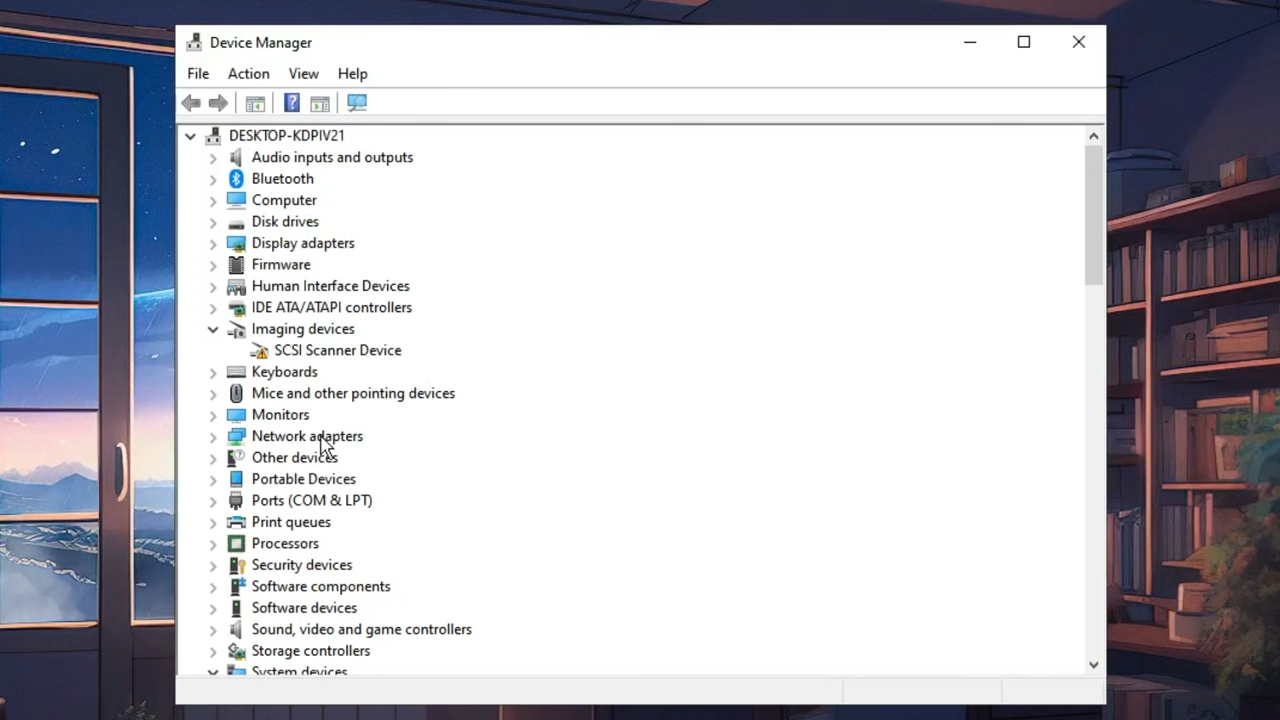 Device Manager
File Action View Help
DESKTOP-KDPIV21
Audio inputs and outputs
Bluetooth
Computer
Disk drives
Display adapters
Firmware
Human Interface Devices
IDE ATA/ATAPI controllers
Imaging devices
SCSI Scanner Device
Keyboards
Mice and other pointing devices
Monitors
Network adapters
Other devices
Portable Devices
Ports (COM & LPT)
Print queues
Processors
Security devices
Software components
Software devices
Sound, video and game controllers
Storage controllers
System devices